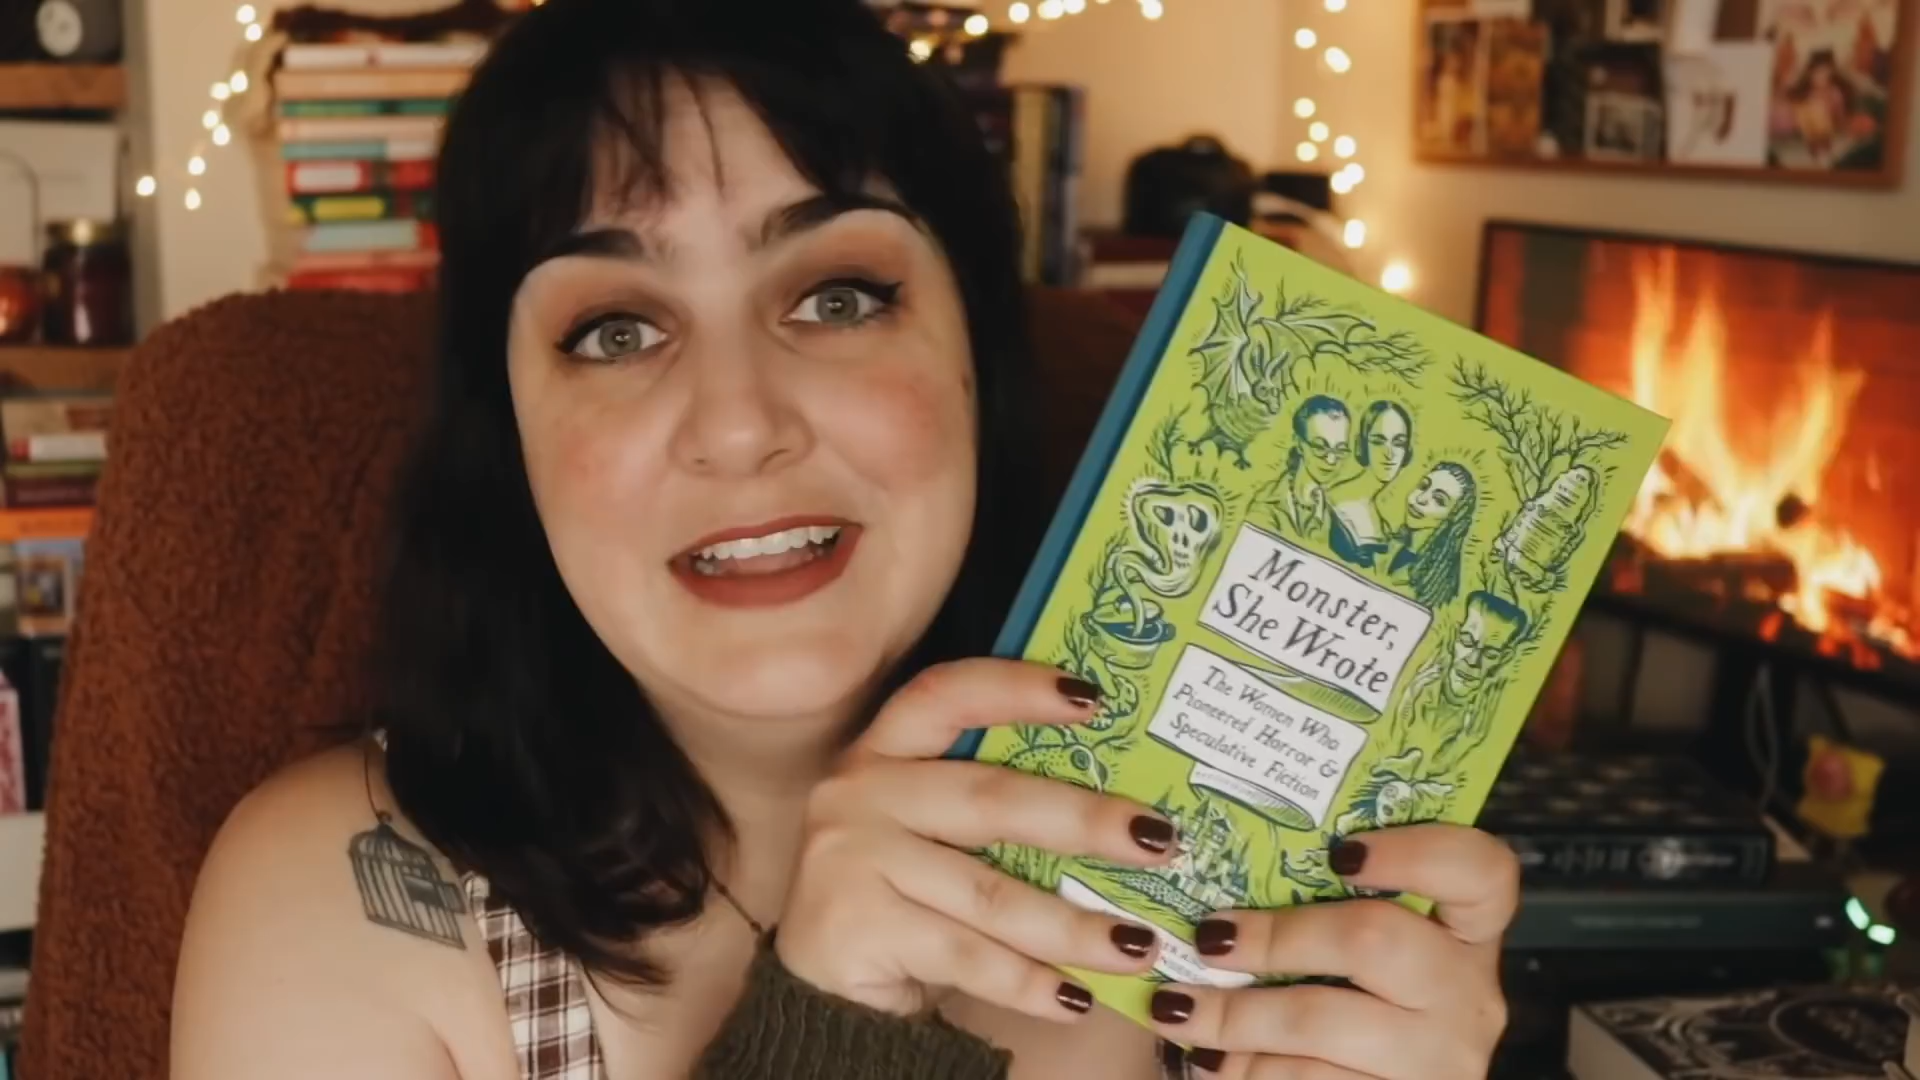 Monster,
She Wrote
The Women Who
Pioneered Horror &
Speculative Fiction